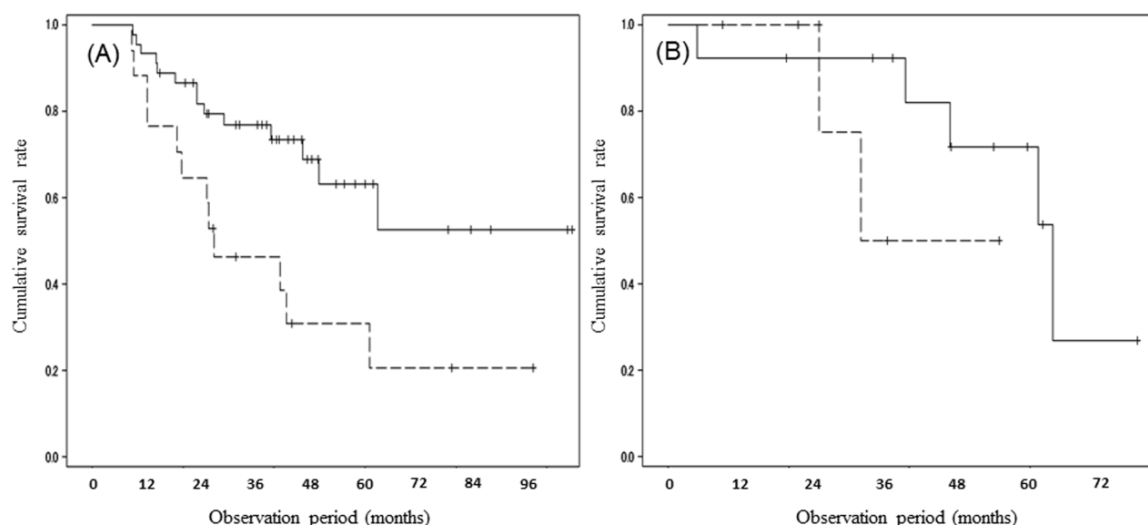 (A)
Cumulative survival rate
1.0
0.8
0.6
0.4
0.2
0.0
0 12 24 36 48 60 72 84 96
Observation period (months)
(B)
Cumulative survival rate
1.0
0.8
0.6
0.4
0.2
0.0
0 12 24 36 48 60 72
Observation period (months)